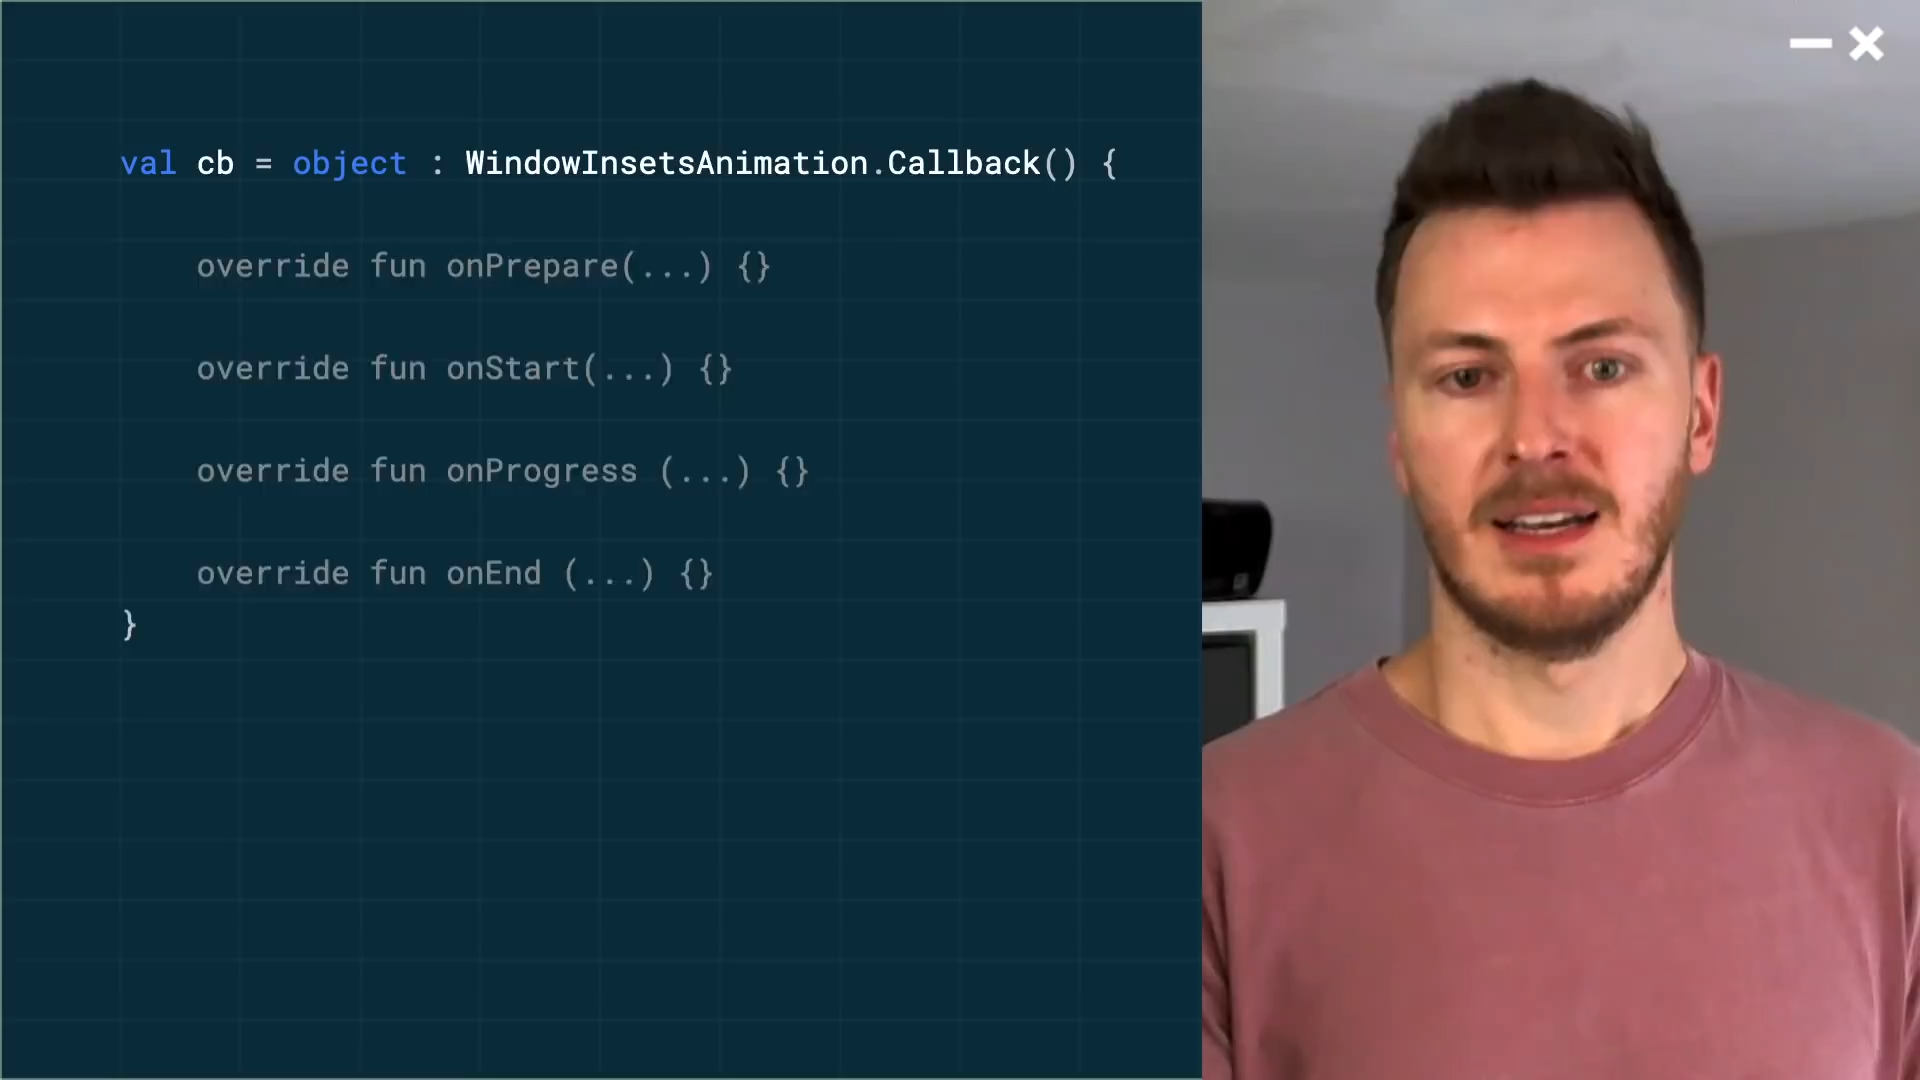 val cb = object : WindowInsetsAnimation.Callback() {
override fun onPrepare(...) {}
override fun onStart(...) {}
override fun onProgress (...) {}
override fun onEnd (...) {}
}